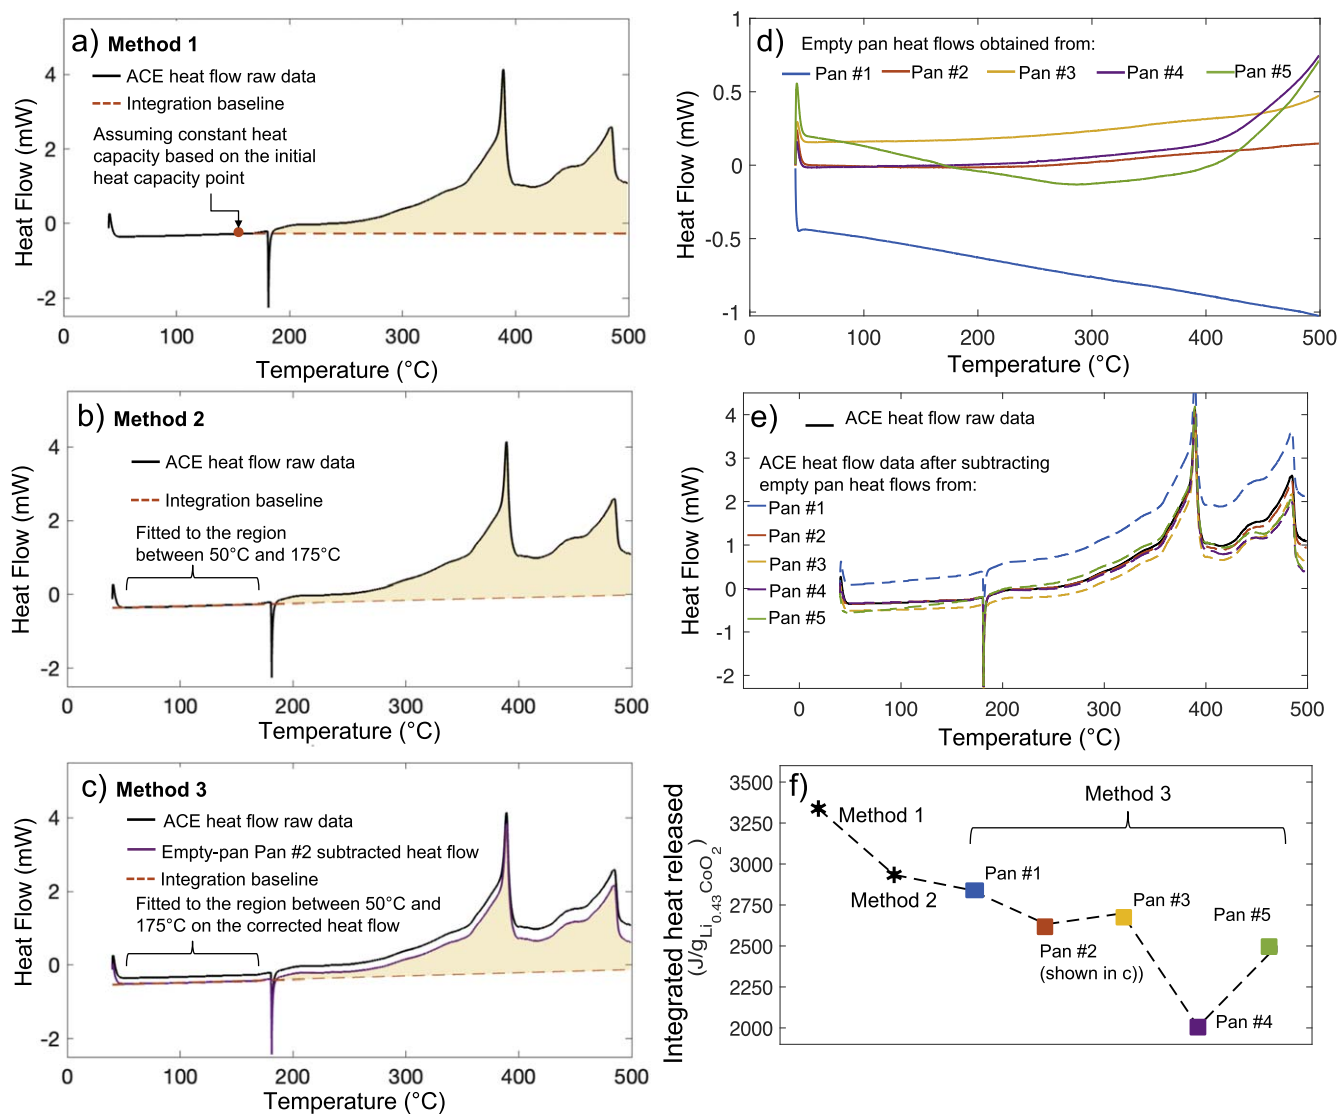 a) Method 1
ACE heat flow raw data
Integration baseline
Assuming constant heat
capacity based on the initial
heat capacity point
Heat Flow (mW)
4
2
0
-2
0 100 200 300 400 500
Temperature (°C)
b) Method 2
ACE heat flow raw data
Integration baseline
Fitted to the region
between 50°C and 175°C
Heat Flow (mW)
4
2
0
-2
0 100 200 300 400 500
Temperature (°C)
c) Method 3
ACE heat flow raw data
Empty-pan Pan #2 subtracted heat flow
Integration baseline
Fitted to the region between 50°C and
175°C on the corrected heat flow
Heat Flow (mW)
4
2
0
-2
0 100 200 300 400 500
Temperature (°C)
d) Empty pan heat flows obtained from:
Pan #1 Pan #2 Pan #3 Pan #4 Pan #5
Heat Flow (mW)
1
0.5
0
-0.5
-1
0 100 200 300 400 500
Temperature (°C)
e) ACE heat flow raw data
ACE heat flow data after subtracting
empty pan heat flows from:
Pan #1
Pan #2
Pan #3
Pan #4
Pan #5
Heat Flow (mW)
4
3
2
1
0
-1
-2
0 100 200 300 400 500
Temperature (°C)
f) Method 3
Method 1
Method 2
Pan #1
Pan #2
(shown in c))
Pan #3
Pan #4
Pan #5
Integrated heat released
(J/gLi0.43CoO2)
3500
3250
3000
2750
2500
2250
2000